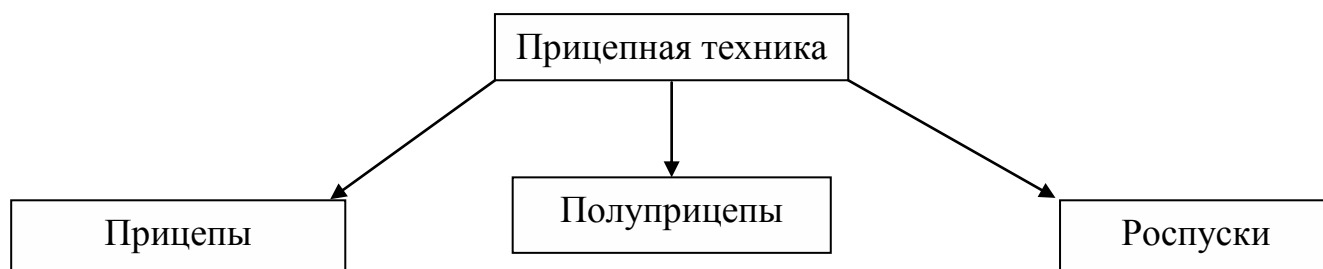 Прицепная техника
Прицепы
Полуприцепы
Роспуски